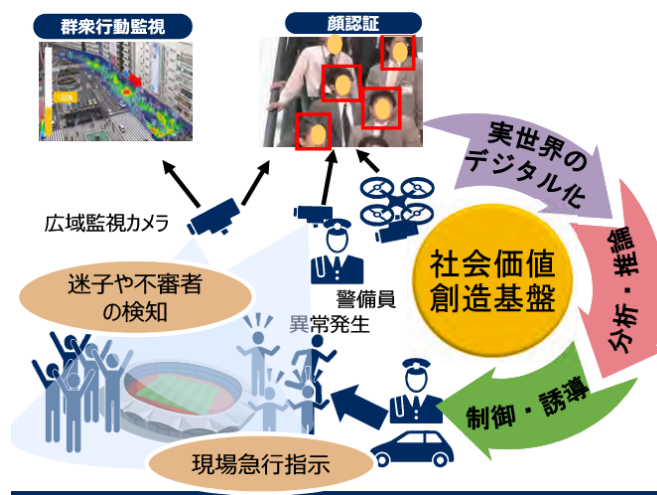 群衆行動監視
顔認証
実世界の
デジタル化
広域監視カメラ
社会価値
創造基盤
分析・推論
迷子や不審者
の検知
警備員
異常発生
制御・誘導
現場急行指示